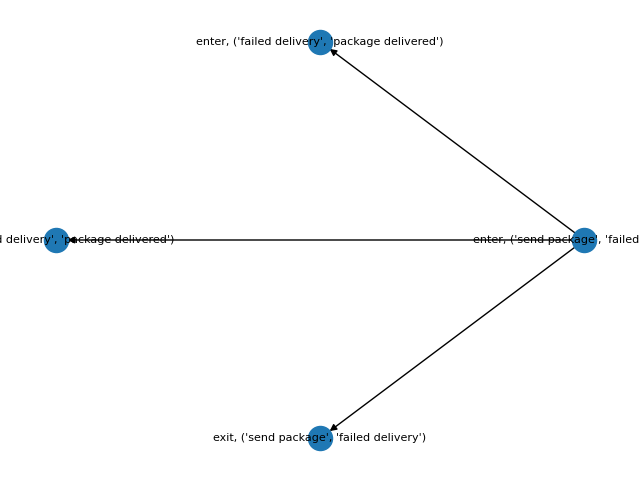 enter, ('failed delivery', 'package delivered')
delivery', 'package delivered')
enter, ('send package', 'failed
exit, ('send package', 'failed delivery')